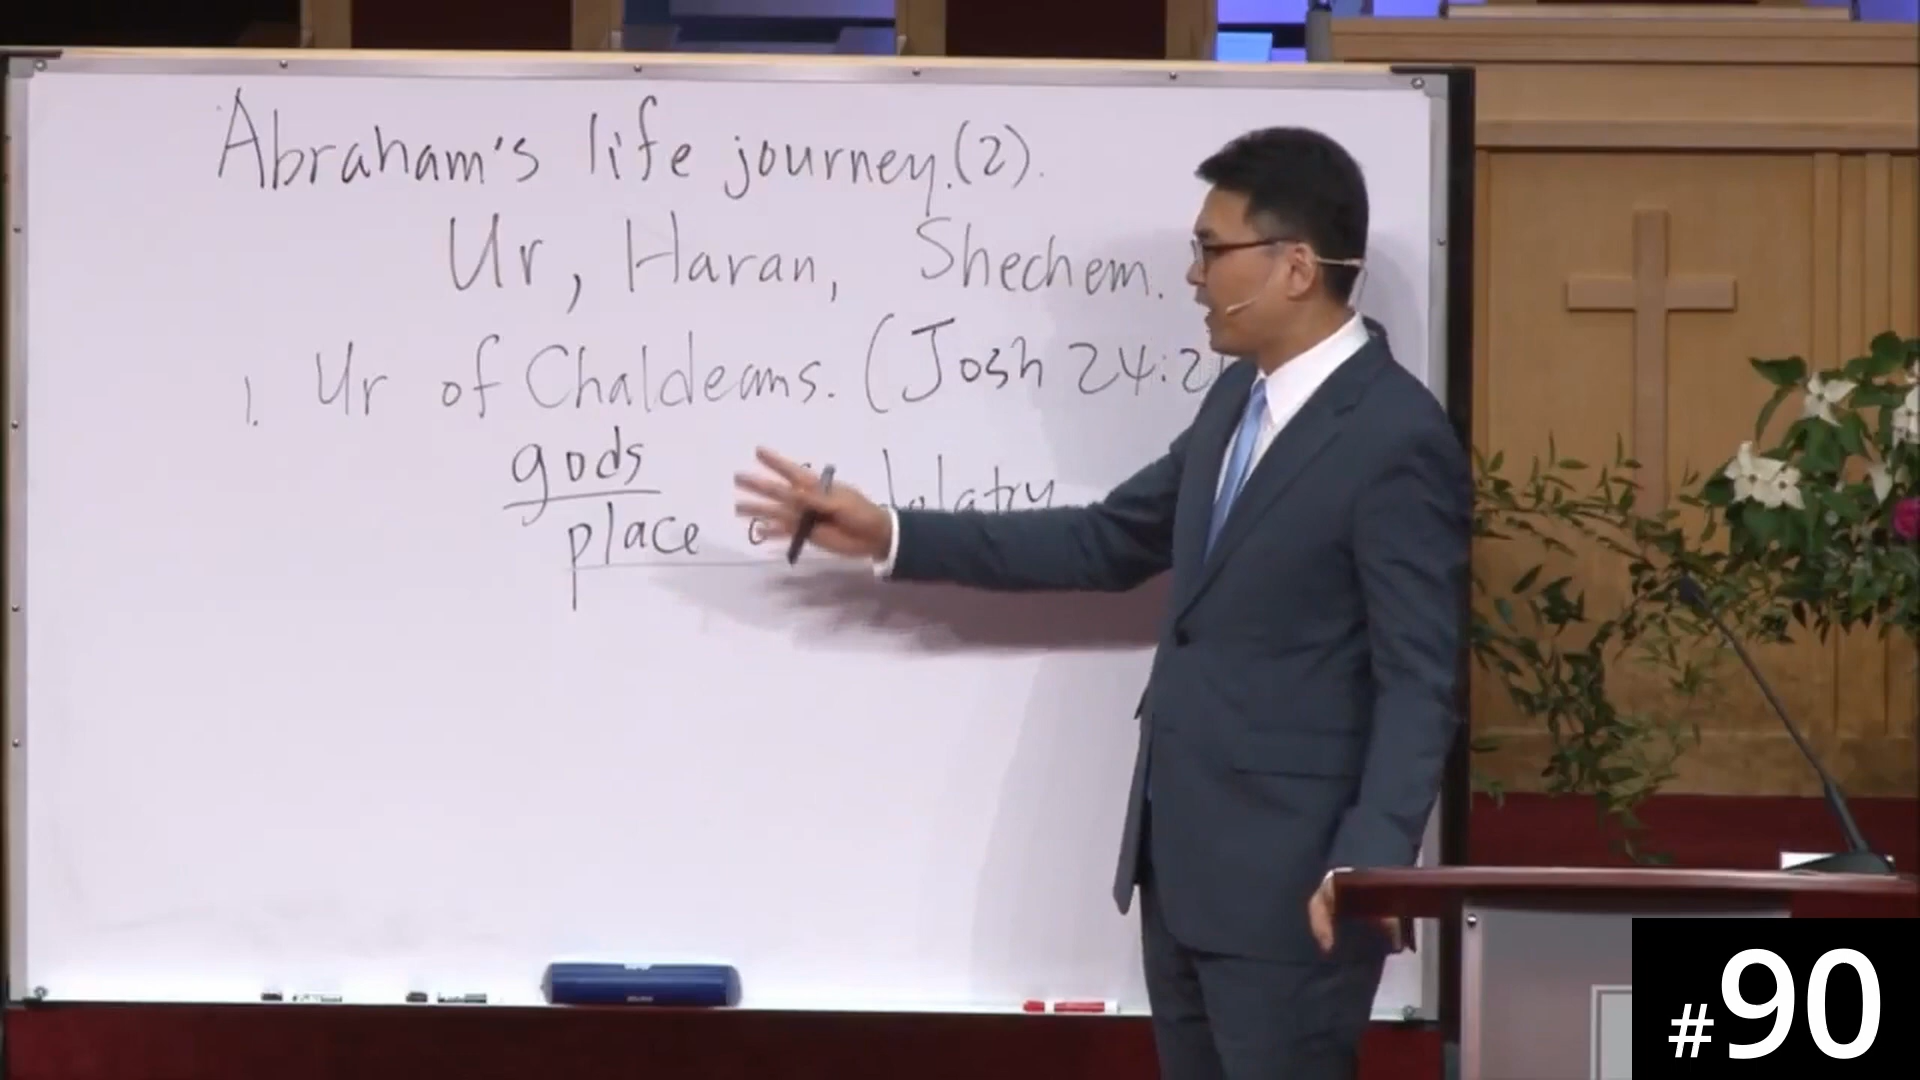 Abraham's life journey.(2).
Ur, Haran, Shechem.
1. Ur of Chaldeans. (Josh 24:2
gods
place
#90